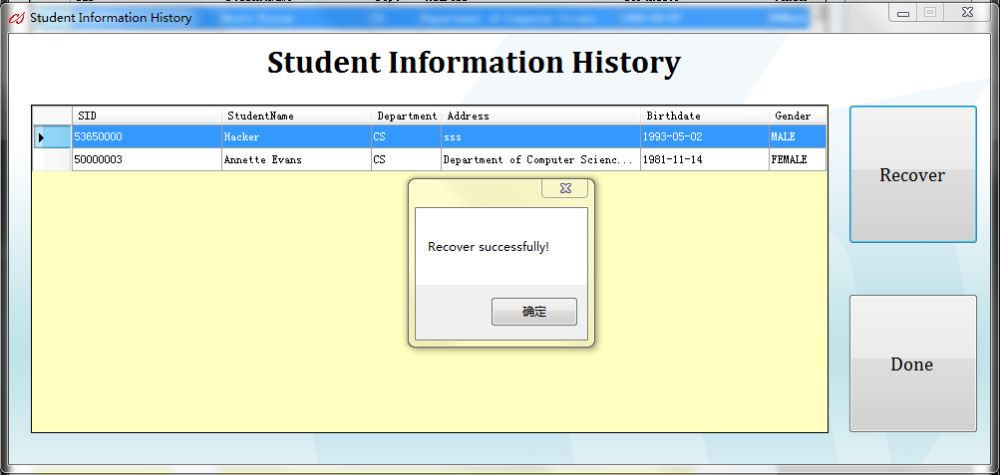 Student Information History
Student Information History
SID StudentName Department Address Birthdate Gender
53650000 Hacker CS sss 1993-05-02 MALE
50000003 Annette Evans CS Department of Computer Scienc... 1981-11-14 FEMALE
Recover
Recover successfully!
确定
Done